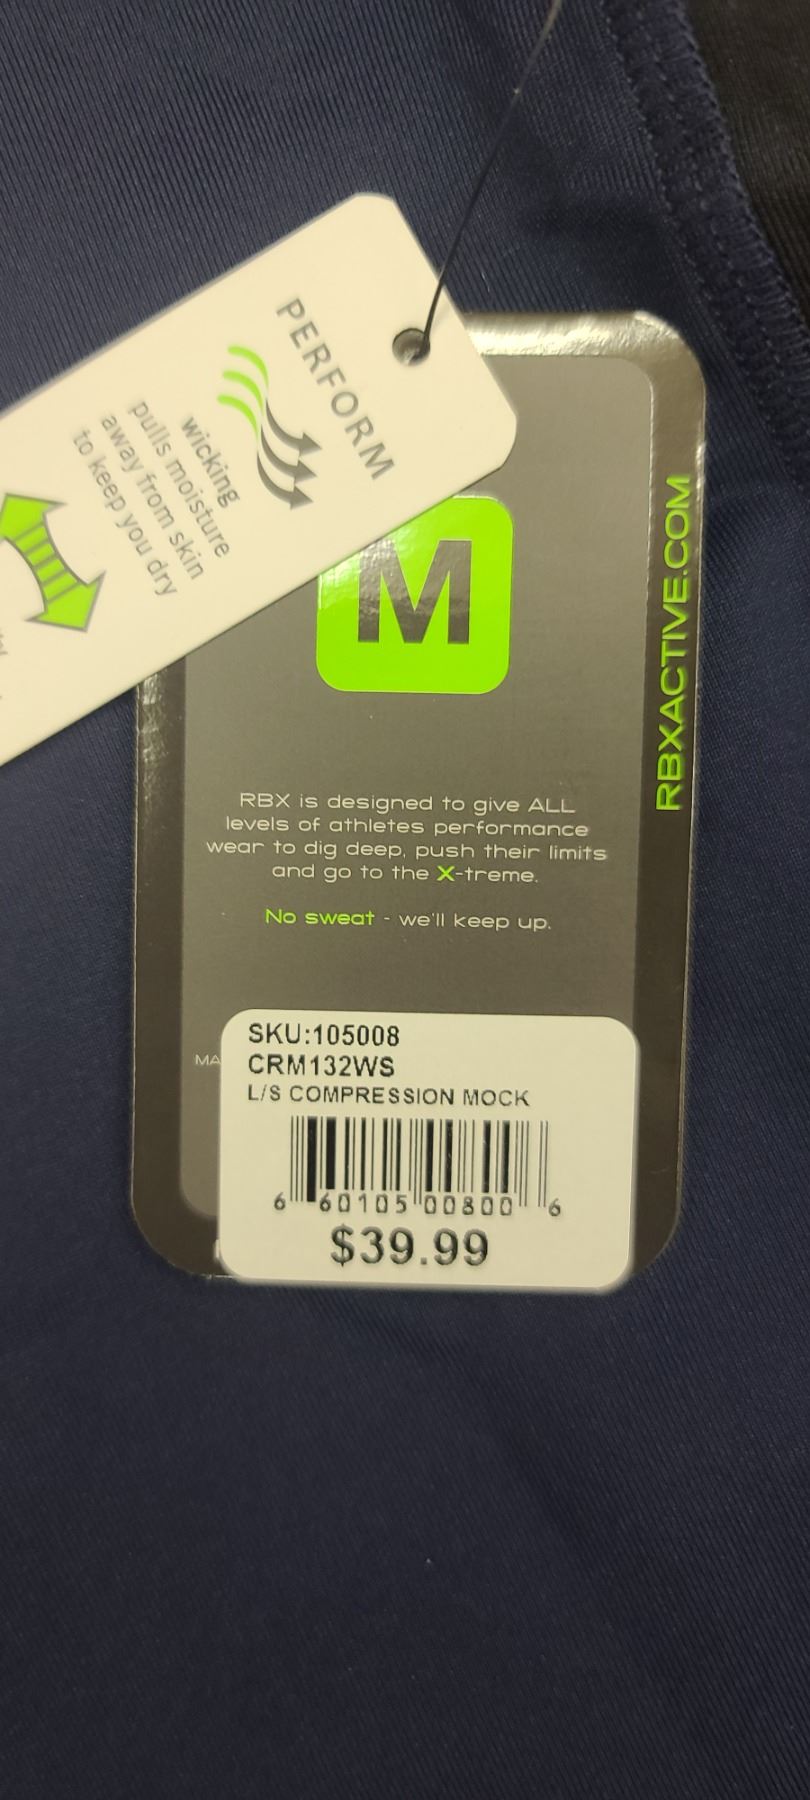 PERFORM
wicking
pulls moisture
away from skin
to keep you dry
M
RBXACTIVE.COM
RBX is designed to give ALL
levels of athletes performance
wear to dig deep, push their limits
and go to the X-treme.
No sweat - we'll keep up.
SKU:105008
CRM132WS
L/S COMPRESSION MOCK
6 60105 00800 6
$39.99